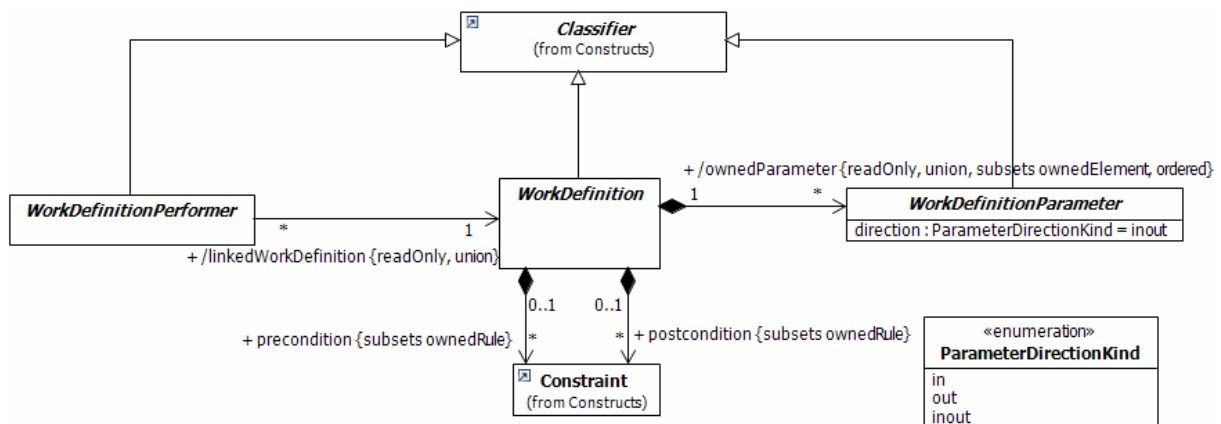 Classifier
(from Constructs)
+ /ownedParameter {readOnly, union, subsets ownedElement, ordered}
WorkDefinitionPerformer
WorkDefinition
1
*
WorkDefinitionParameter
direction : ParameterDirectionKind = inout
*
1
+ /linkedWorkDefinition {readOnly, union}
0..1
0..1
+ precondition {subsets ownedRule}
*
*
+ postcondition {subsets ownedRule}
Constraint
(from Constructs)
«enumeration»
ParameterDirectionKind
in
out
inout